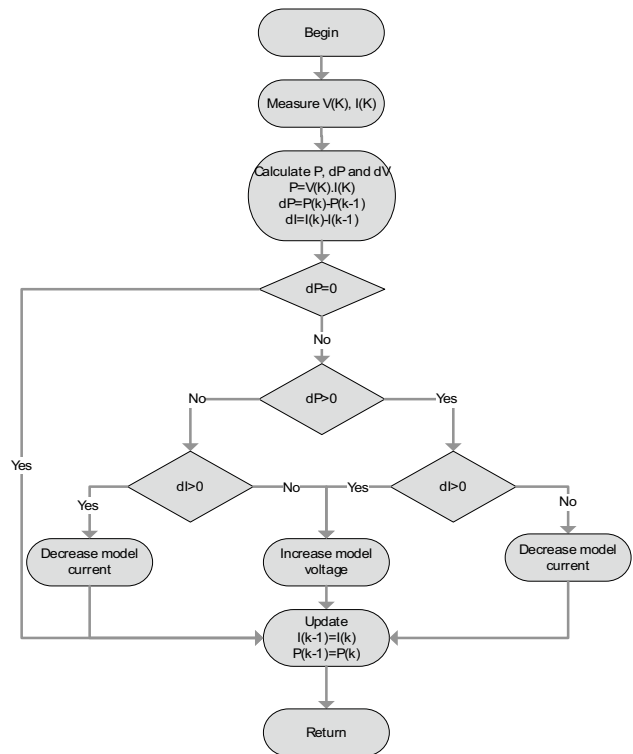 Begin
Measure V(K), I(K)
Calculate P, dP and dV
P=V(K).I(K)
dP=P(k)-P(k-1)
dI=I(k)-I(k-1)
dP=0
No
dP>0
No
Yes
Yes
dI>0
No
Yes
dI>0
Yes
No
Decrease model
current
Increase model
voltage
Decrease model
current
Update
I(k-1)=I(k)
P(k-1)=P(k)
Return